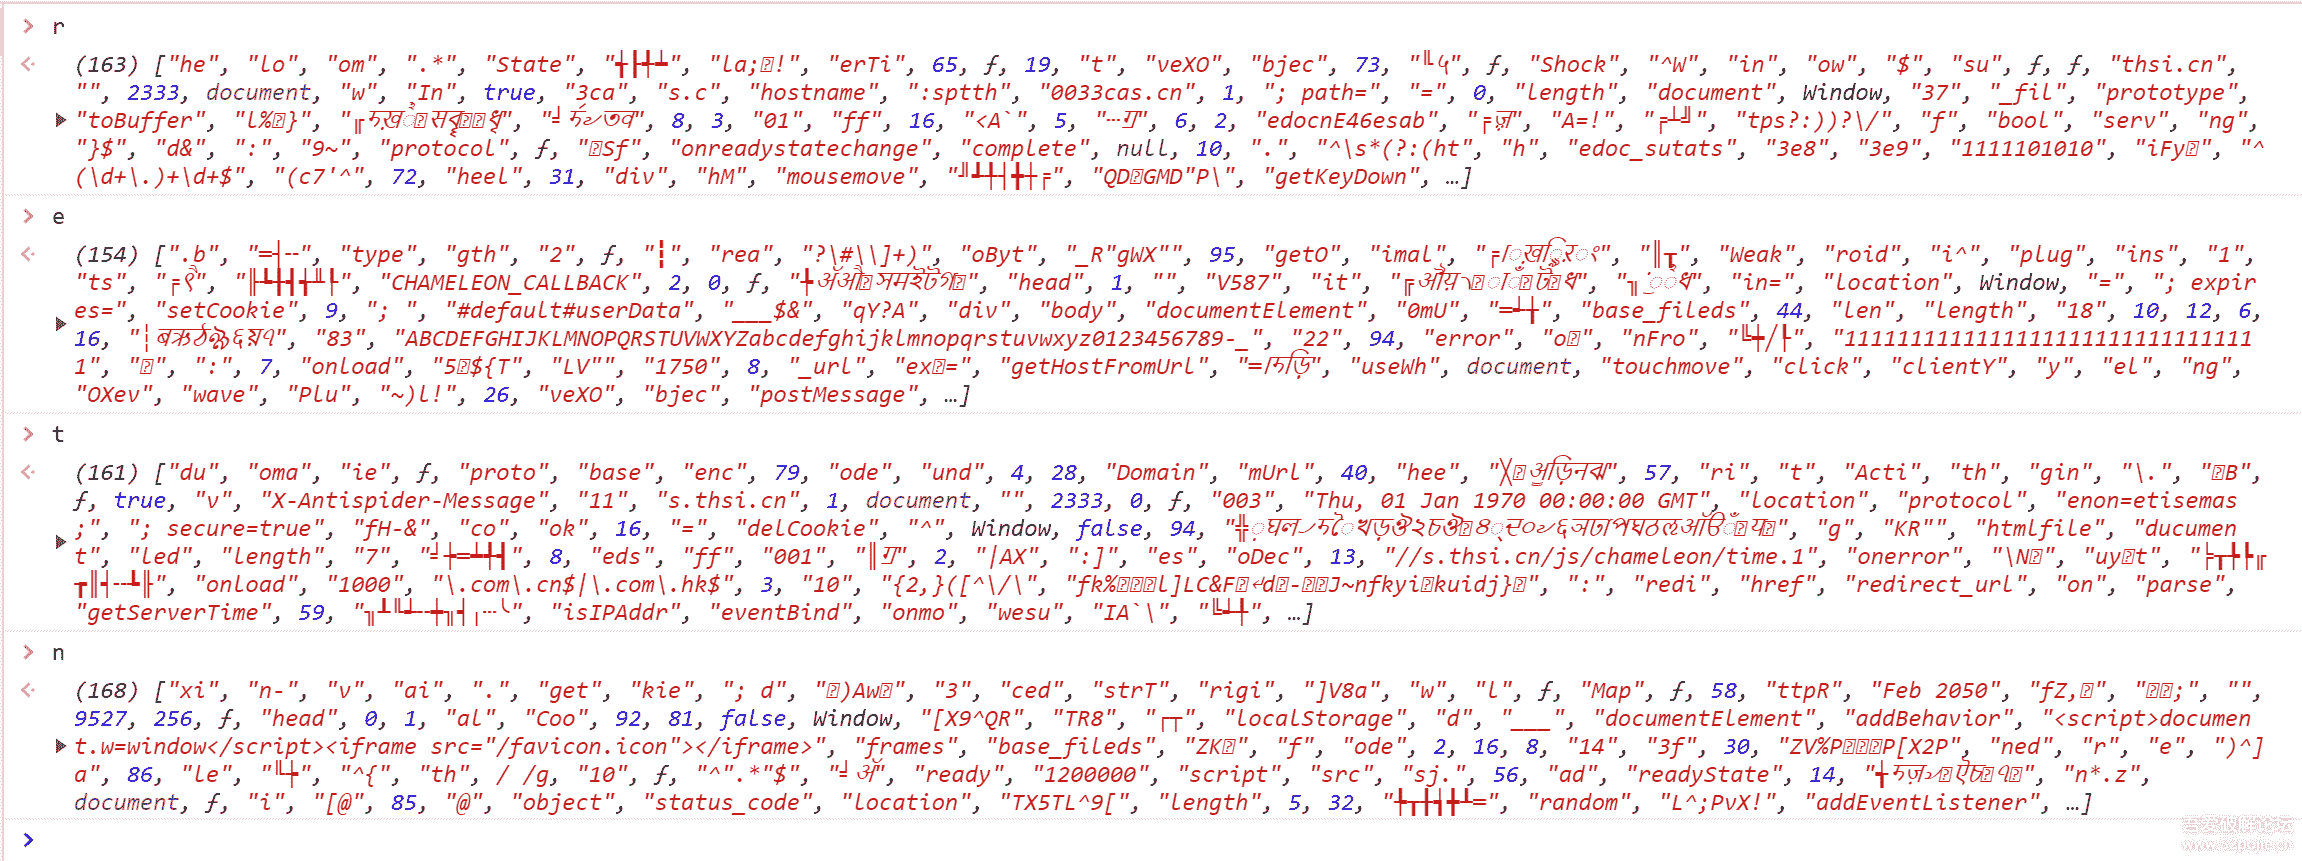 r
(163) ["he", "lo", "om", ".*", "State", "la; !", "erTi", 65, ƒ, 19, "t", "veXO", "bjec", 73, ƒ, "Shock", "^W", "in", "ow", "$", "su", ƒ, ƒ, "thsi.cn",
"", 2333, document, "w", "In", true, "3ca", "s.c", "hostname", ":sptth", "0033cas.cn", 1, "; path=", "=", 0, "length", "document", Window, "37", "_fil", "prototype",
"toBuffer", 8, 3, "01", "ff", 16, "<A`", 5, 6, 2, "edocnE46esab", "A=!", "tps?:))?\/", "f", "bool", "serv", "ng",
"}$", "d&", ":", "9~", "protocol", ƒ, "onreadystatechange", "complete", null, 10, ".", "^\s*(?:(ht", "h", "edoc_sutats", "3e8", "3e9", "1111101010", "^
(\d+\.)+\d+$", "(c7'^", 72, "heel", 31, "div", "hM", "mousemove", "getKeyDown", …]
e
(154) [".b", "type", "gth", "2", ƒ, "rea", "?\#\\]+)", "oByt", "_R"gWX"", 95, "getO", "imal", "Weak", "roid", "i^", "plug", "ins", "1",
"ts", "CHAMELEON_CALLBACK", 2, 0, ƒ, "head", 1, "", "V587", "it", "in=", "location", Window, "=", "; expir
es=", "setCookie", 9, "; ", "#default#userData", "___$&", "qY?A", "div", "body", "documentElement", "0mU", "base_fileds", 44, "len", "length", "18", 10, 12, 6,
16, "83", "ABCDEFGHIJKLMNOPQRSTUVWXYZabcdefghijklmnopqrstuvwxyz0123456789-_", "22", 94, "error", "nFro",
1", ":", 7, "onload", "LV"", "1750", 8, "_url", "getHostFromUrl", "useWh", document, "touchmove", "click", "clientY", "y", "el", "ng",
"OXev", "wave", "Plu", "~)l!", 26, "veXO", "bjec", "postMessage", …]
t
(161) ["du", "oma", "ie", ƒ, "proto", "base", "enc", 79, "ode", "und", 4, 28, "Domain", "mUrl", 40, "hee", 57, "ri", "t", "Acti", "th", "gin", "\.",
ƒ, true, "v", "X-Antispider-Message", "11", "s.thsi.cn", 1, document, "", 2333, 0, ƒ, "003", "Thu, 01 Jan 1970 00:00:00 GMT", "location", "protocol", "enon=etisemas
;", "; secure=true", "fH-&", "co", "ok", 16, "=", "delCookie", "^", Window, false, 94, "g", "KR"", "htmlfile", "ducumen
t", "led", "length", "7", 8, "eds", "ff", "001", 2, "|AX", ":]", "es", "oDec", 13, "//s.thsi.cn/js/chameleon/time.1", "onerror",
"onload", "1000", "\.com\.cn$|\.com\.hk$", 3, "10", "{2,}([^\/\", ":", "redi", "href", "redirect_url", "on", "parse",
"getServerTime", 59, "isIPAddr", "eventBind", "onmo", "wesu", "IA`\", …]
n
(168) ["xi", "n-", "v", "ai", ".", "get", "kie", "; d", "3", "ced", "strT", "rigi", "]V8a", "w", "l", ƒ, "Map", ƒ, 58, "ttpR", "Feb 2050", "",
9527, 256, ƒ, "head", 0, 1, "al", "Coo", 92, 81, false, Window, "[X9^QR", "TR8", "localStorage", "d", "___", "documentElement", "addBehavior", "<script>documen
t.w=window</script><iframe src="/favicon.icon"></iframe>", "frames", "base_fileds", "f", "ode", 2, 16, 8, "14", "3f", 30, "ned", "r", "e", ")^]
a", 86, "le", "^{", "th", / /g, "10", ƒ, "^".*"$", "ready", "1200000", "script", "src", "sj.", 56, "ad", "readyState", 14, "n*.z",
document, ƒ, "i", "[@", 85, "@", "object", "status_code", "location", "TX5TL^9[", "length", 5, 32, "random", "L^;PvX!", "addEventListener", …]
吾爱破解论坛
www.52pojie.cn